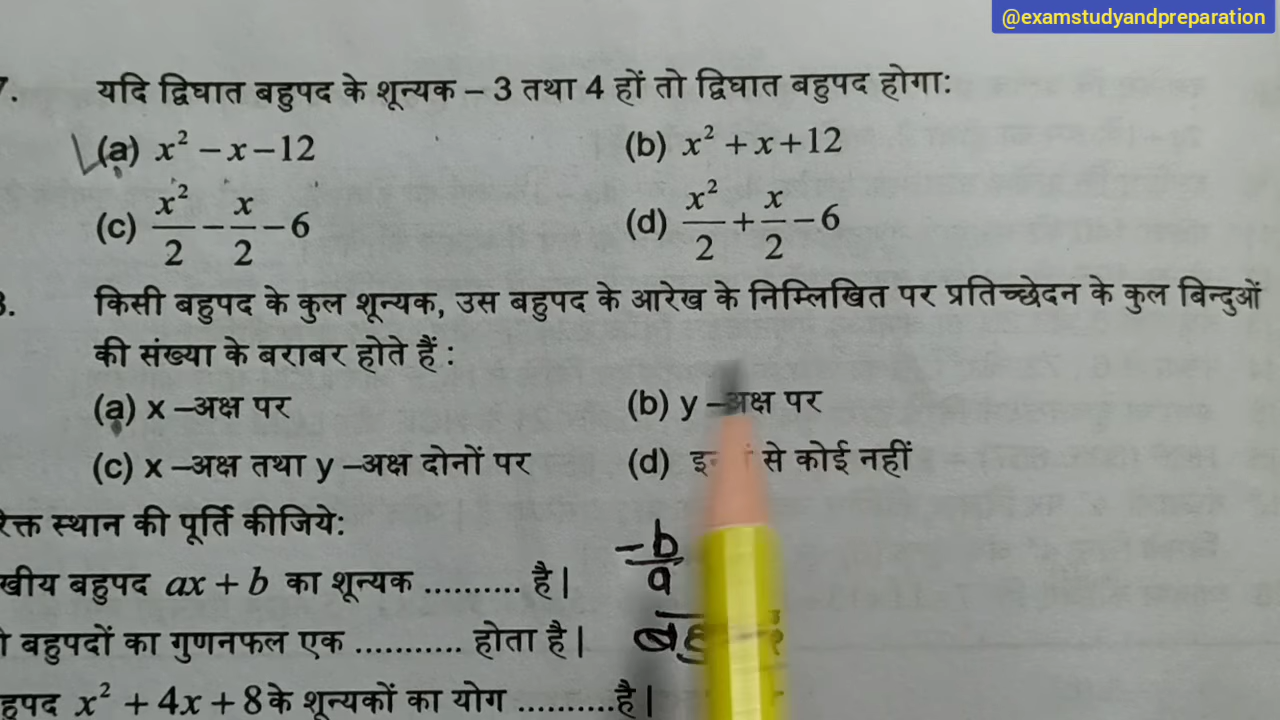 @examstudyandpreparation
7. यदि द्विघात बहुपद के शून्यक – 3 तथा 4 हों तो द्विघात बहुपद होगा:
(a) x² – x – 12 (b) x² + x + 12
(c) x²/2 – x/2 – 6 (d) x²/2 + x/2 – 6
किसी बहुपद के कुल शून्यक, उस बहुपद के आरेख के निम्लिखित पर प्रतिच्छेदन के कुल बिन्दुओं
की संख्या के बराबर होते हैं :
(a) x –अक्ष पर (b) y –अक्ष पर
(c) x –अक्ष तथा y –अक्ष दोनों पर (d) से कोई नहीं
स्थान की पूर्ति कीजिये:
बहुपद ax + b का शून्यक .......... है| –b/a
बहुपदों का गुणनफल एक ........... होता है|
x² + 4x + 8 के शून्यकों का योग ..........है|